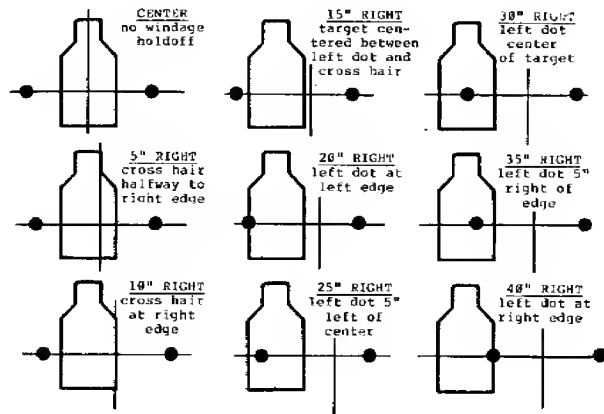 CENTER
no windage
holdoff
15" RIGHT
target cen-
tered between
left dot and
cross hair
30" RIGHT
left dot
center
of target
5" RIGHT
cross hair
halfway to
right edge
20" RIGHT
left dot at
left edge
35" RIGHT
left dot 5"
right of
edge
10" RIGHT
cross hair
at right
edge
25" RIGHT
left dot 5"
left of
center
40" RIGHT
left dot at
right edge